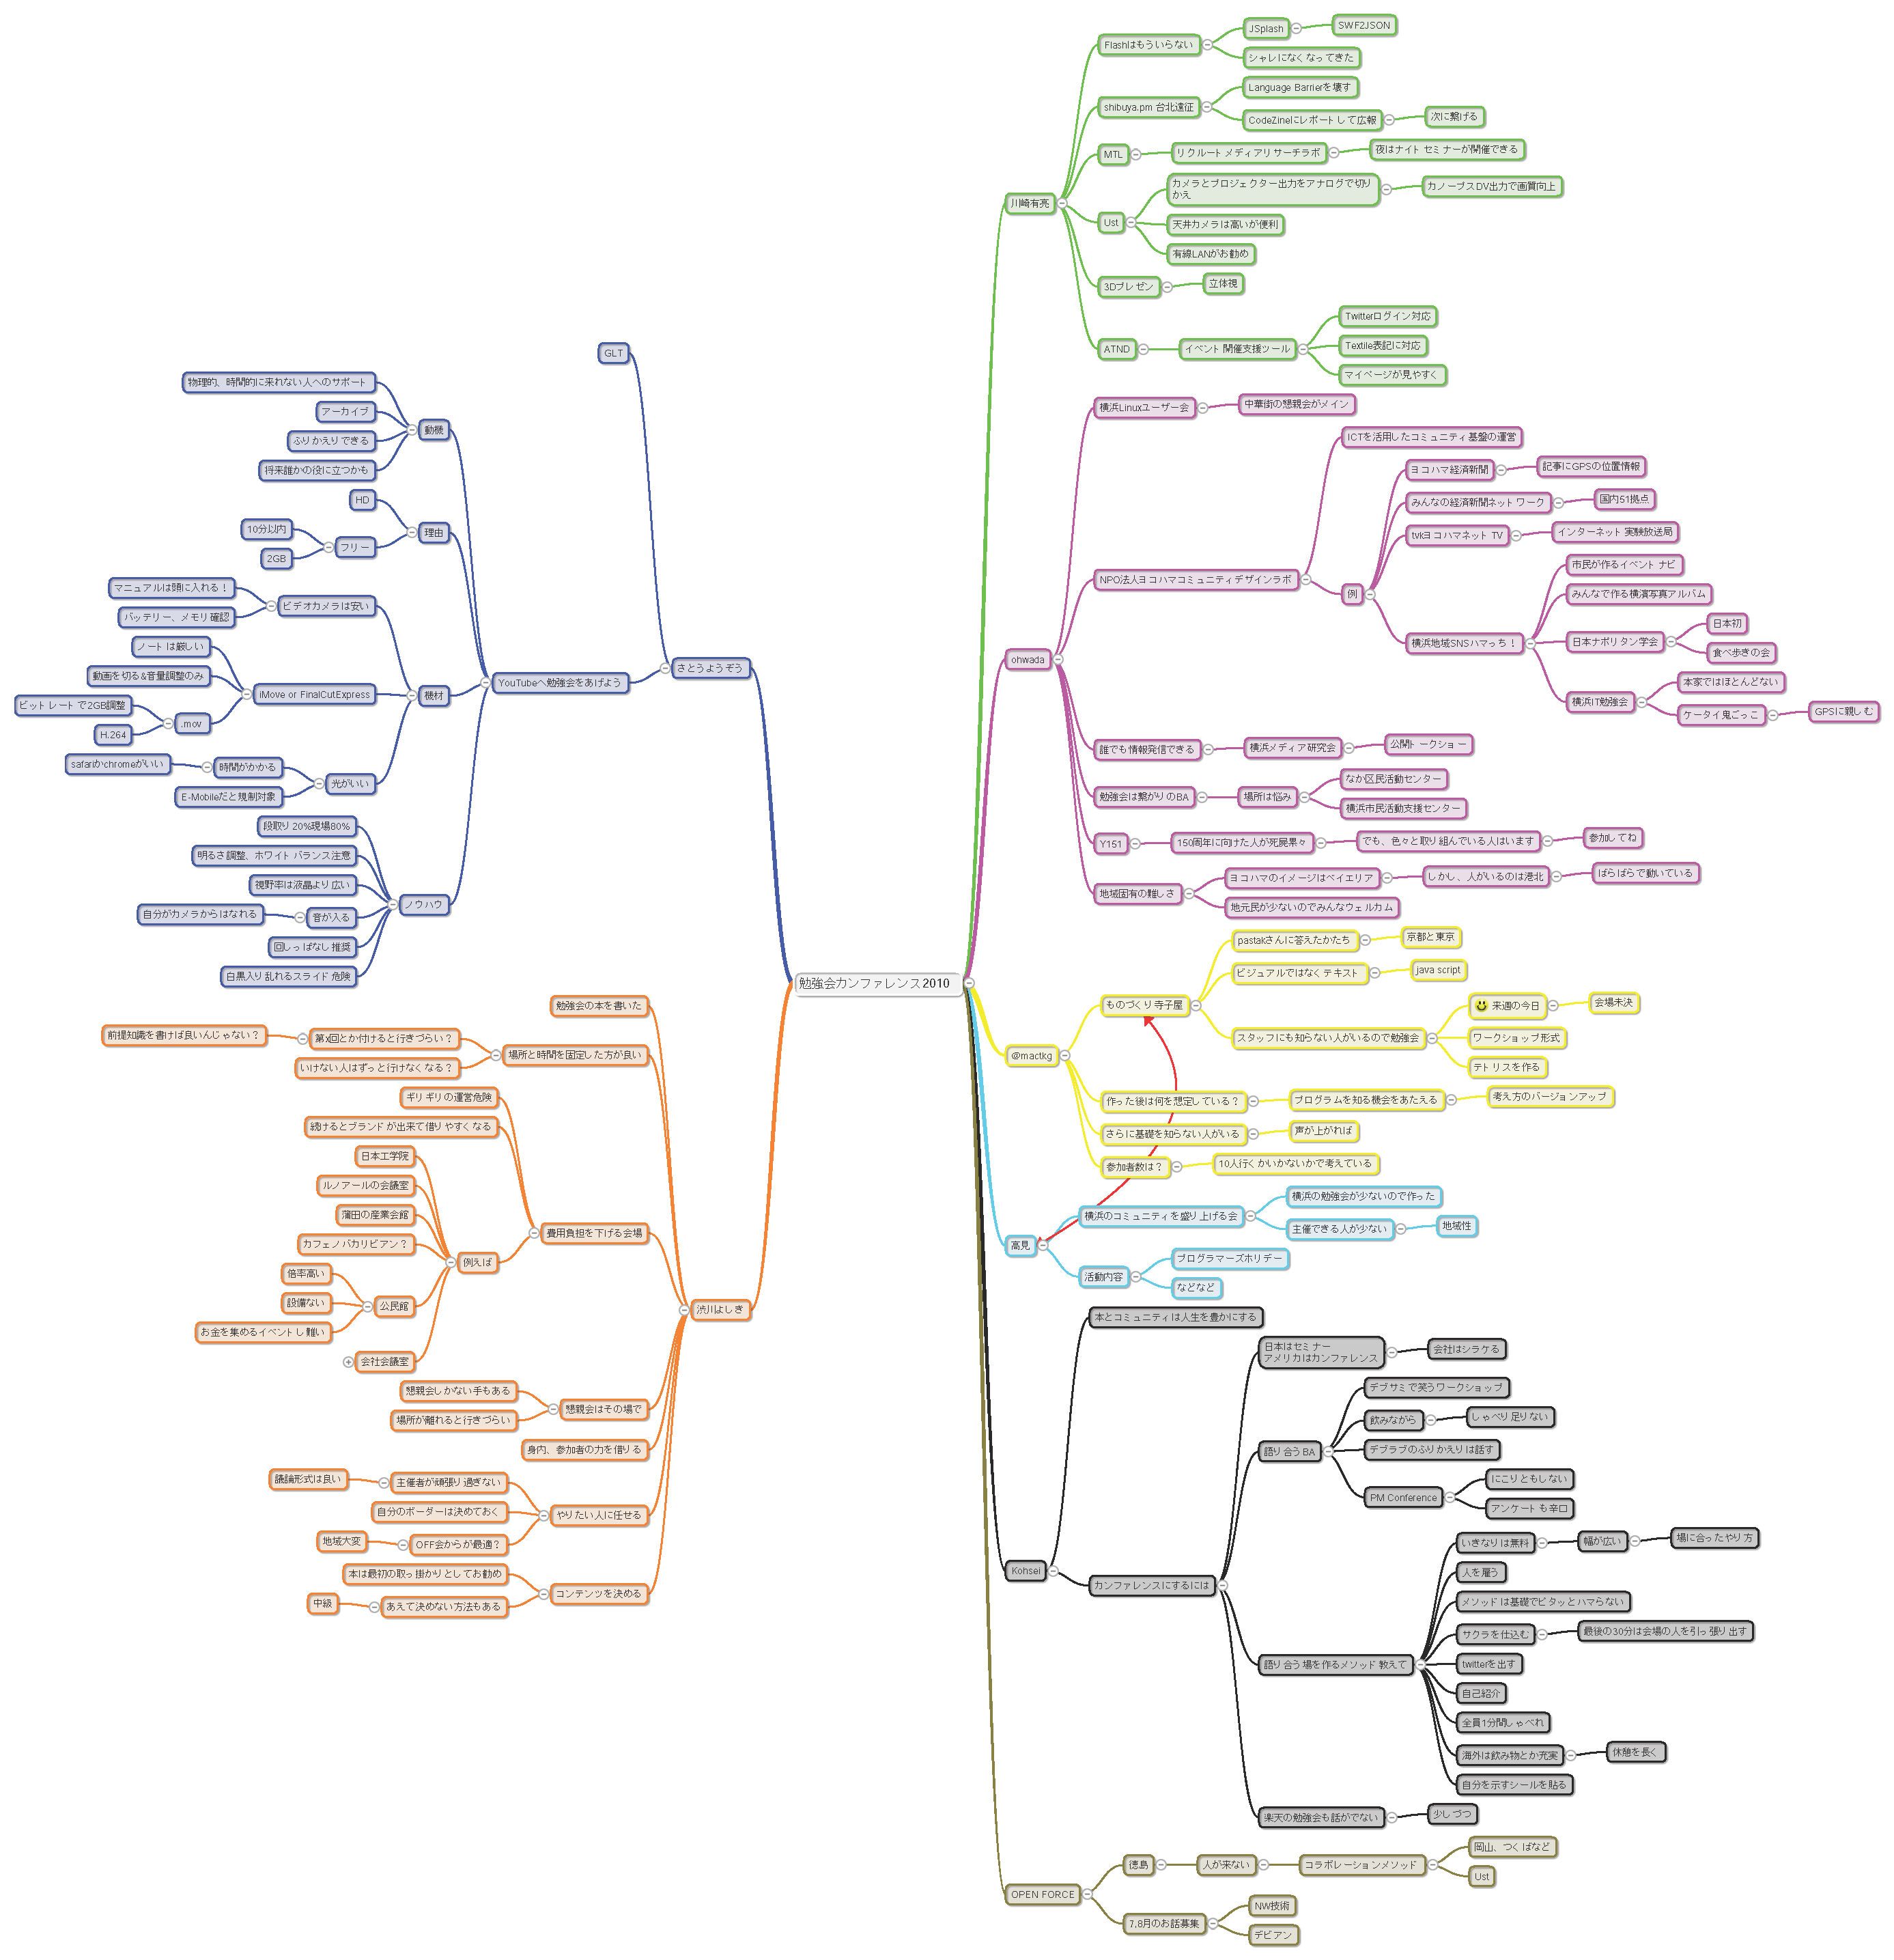 勉強会カンファレンス2010
川崎有亮
Flashはもういらない
JSplash
SWF2JSON
シャレになくなってきた
shibuya.pm 台北遠征
Language Barrierを壊す
CodeZineにレポートして広報
次に繋げる
MTL
リクルートメディアリサーチラボ
夜はナイトセミナーが開催できる
Ust
カメラとプロジェクター出力をアナログで切り
かえ
カノープスDV出力で画質向上
天井カメラは高いが便利
有線LANがお勧め
3Dプレゼン
立体視
ATND
イベント開催支援ツール
Twitterログイン対応
Textile表記に対応
マイページが見やすく
ohwada
横浜Linuxユーザー会
中華街の懇親会がメイン
NPO法人ヨコハマコミュニティデザインラボ
ICTを活用したコミュニティ基盤の運営
例
ヨコハマ経済新聞
記事にGPSの位置情報
みんなの経済新聞ネットワーク
国内51拠点
tvkヨコハマネットTV
インターネット実験放送局
横浜地域SNSハマっち！
市民が作るイベントナビ
みんなで作る横濱写真アルバム
日本ナポリタン学会
日本初
食べ歩きの会
横浜IT勉強会
本家ではほとんどない
ケータイ鬼ごっこ
GPSに親しむ
誰でも情報発信できる
横浜メディア研究会
公開トークショー
勉強会は繋がりのBA
場所は悩み
なか区民活動センター
横浜市民活動支援センター
Y151
150周年に向けた人が死屍累々
でも、色々と取り組んでいる人はいます
参加してね
地域固有の難しさ
ヨコハマのイメージはベイエリア
しかし、人がいるのは港北
ばらばらで動いている
地元民が少ないのでみんなウェルカム
@mactkg
ものづくり寺子屋
pastakさんに答えたかたち
京都と東京
ビジュアルではなくテキスト
java script
スタッフにも知らない人がいるので勉強会
来週の今日
会場未決
ワークショップ形式
テトリスを作る
作った後は何を想定している？
プログラムを知る機会をあたえる
考え方のバージョンアップ
さらに基礎を知らない人がいる
声が上がれば
参加者数は？
10人行くかいかないかで考えている
高見
横浜のコミュニティを盛り上げる会
横浜の勉強会が少ないので作った
主催できる人が少ない
地域性
活動内容
プログラマーズホリデー
などなど
Kohsei
本とコミュニティは人生を豊かにする
カンファレンスにするには
日本はセミナー
アメリカはカンファレンス
会社はシラケる
語り合うBA
デブサミで笑うワークショップ
飲みながら
しゃべり足りない
デブラブのふりかえりは話す
PM Conference
にこりともしない
アンケートも辛口
語り合う場を作るメソッド教えて
いきなりは無料
幅が広い
場に合ったやり方
人を雇う
メソッドは基礎でピタッとハマらない
サクラを仕込む
最後の30分は会場の人を引っ張り出す
twitterを出す
自己紹介
全員1分間しゃべれ
海外は飲み物とか充実
休憩を長く
自分を示すシールを貼る
楽天の勉強会も話がでない
少しづつ
OPEN FORCE
徳島
人が来ない
コラボレーションメソッド
岡山、つくばなど
Ust
7,8月のお話募集
NW技術
デビアン
さとうようぞう
GLT
YouTubeへ勉強会をあげよう
動機
物理的、時間的に来れない人へのサポート
アーカイブ
ふりかえりできる
将来誰かの役に立つかも
理由
HD
フリー
10分以内
2GB
機材
ビデオカメラは安い
マニュアルは頭に入れる！
バッテリー、メモリ確認
iMove or FinalCutExpress
ノートは厳しい
動画を切る&音量調整のみ
.mov
ビットレートで2GB調整
H.264
光がいい
時間がかかる
safariかchromeがいい
E-Mobileだと規制対象
ノウハウ
段取り20%現場80%
明るさ調整、ホワイトバランス注意
視野率は液晶より広い
音が入る
自分がカメラからはなれる
回しっぱなし推奨
白黒入り乱れるスライド危険
渋川よしき
勉強会の本を書いた
場所と時間を固定した方が良い
第x回とか付けると行きづらい？
前提知識を書けば良いんじゃない？
いけない人はずっと行けなくなる？
費用負担を下げる会場
ギリギリの運営危険
続けるとブランドが出来て借りやすくなる
例えば
日本工学院
ルノアールの会議室
蒲田の産業会館
カフェノバカリビアン？
公民館
倍率高い
設備ない
お金を集めるイベントし難い
会社会議室
懇親会はその場で
懇親会しかない手もある
場所が離れると行きづらい
身内、参加者の力を借りる
やりたい人に任せる
主催者が頑張り過ぎない
議論形式は良い
自分のボーダーは決めておく
OFF会からが最適？
地域大変
コンテンツを決める
本は最初の取っ掛かりとしてお勧め
あえて決めない方法もある
中級